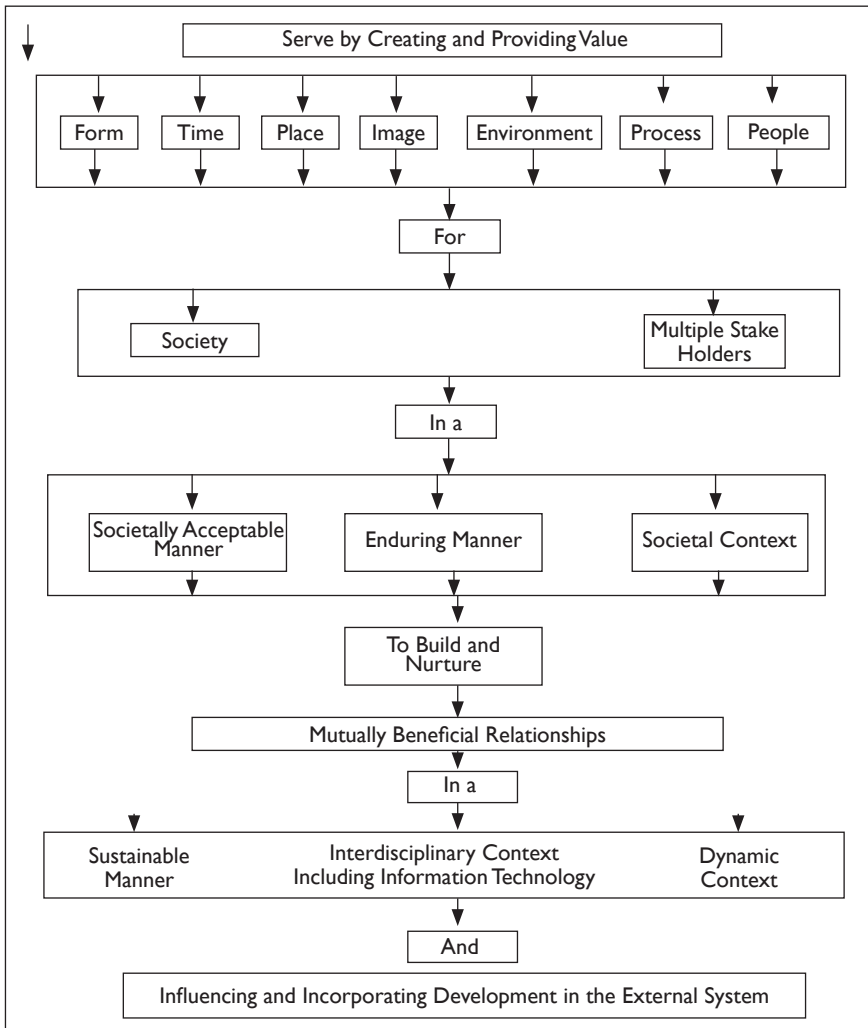 Serve by Creating and Providing Value
Form Time Place Image Environment Process People
For
Society
Multiple Stake
Holders
In a
Societally Acceptable
Manner
Enduring Manner
Societal Context
To Build and
Nurture
Mutually Beneficial Relationships
In a
Sustainable
Manner
Interdisciplinary Context
Including Information Technology
Dynamic
Context
And
Influencing and Incorporating Development in the External System